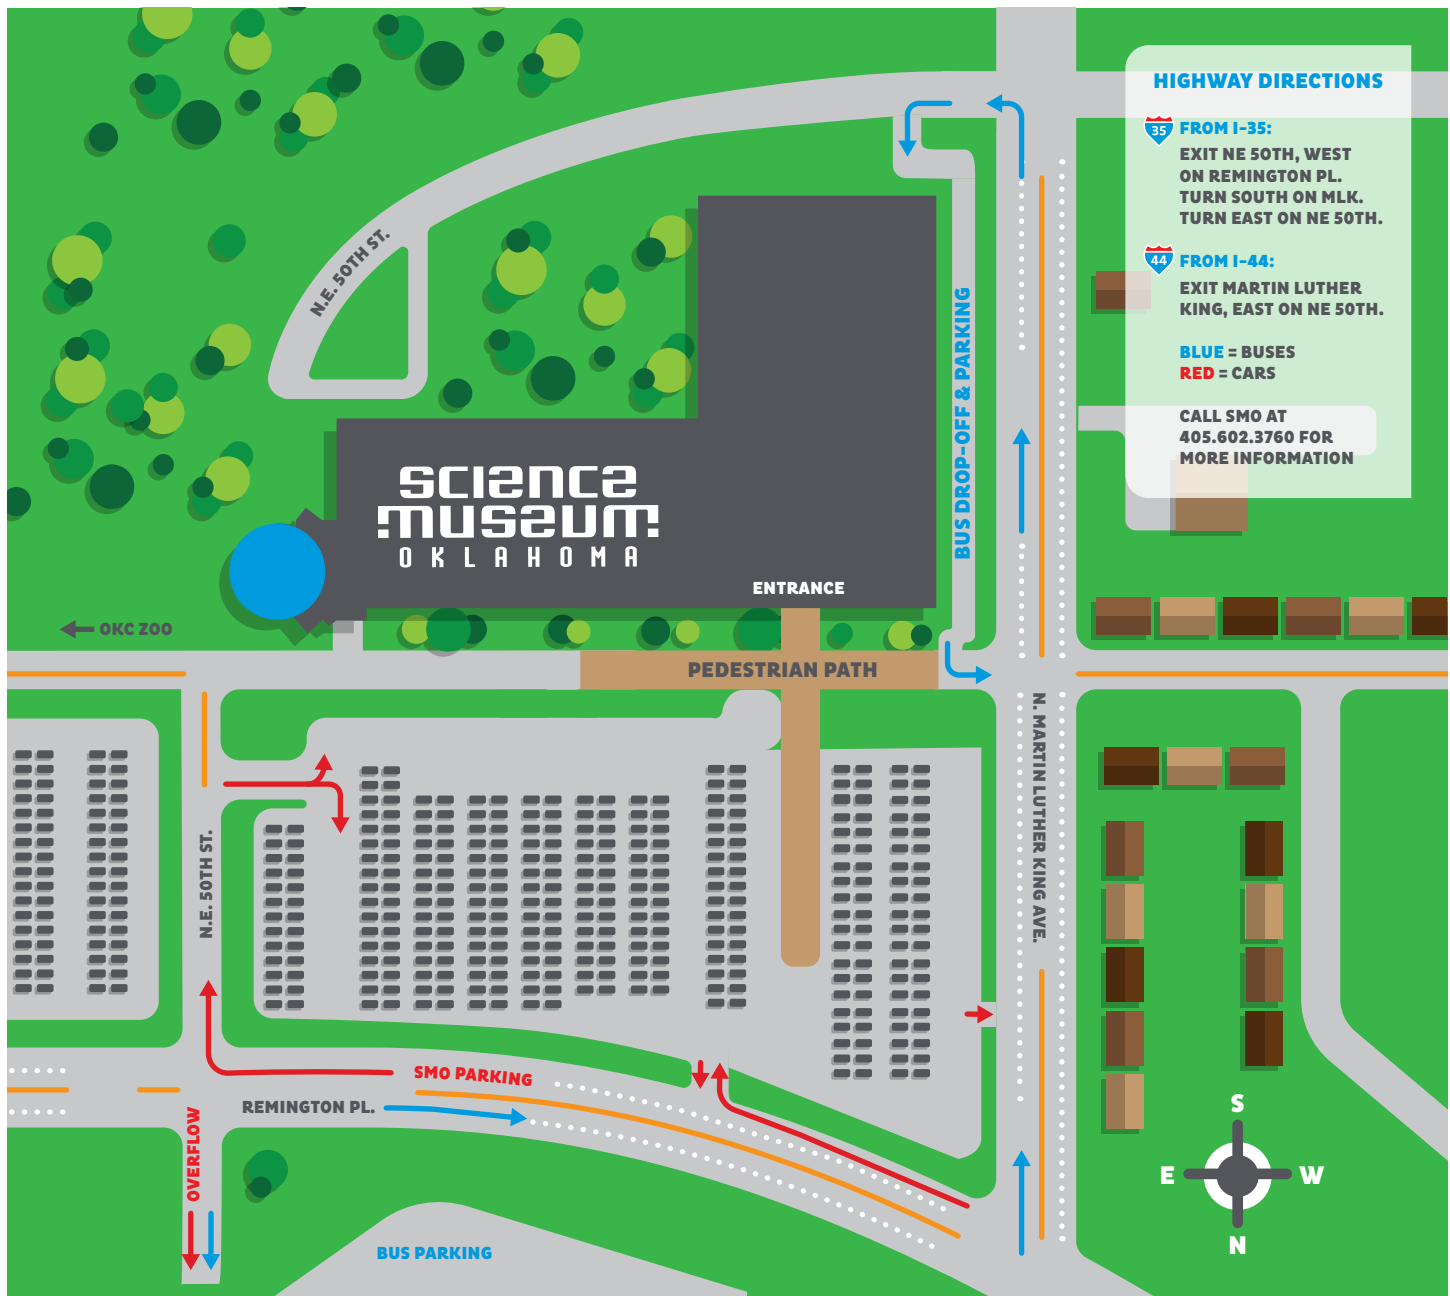 HIGHWAY DIRECTIONS
35 FROM I-35:
EXIT NE 50TH, WEST
ON REMINGTON PL.
TURN SOUTH ON MLK.
TURN EAST ON NE 50TH.
44 FROM I-44:
EXIT MARTIN LUTHER
KING, EAST ON NE 50TH.
BLUE = BUSES
RED = CARS
CALL SMO AT
405.602.3760 FOR
MORE INFORMATION
N.E. 50TH ST.
BUS DROP-OFF & PARKING
SCIENCE
MUSEUM
OKLAHOMA
ENTRANCE
OKC ZOO
PEDESTRIAN PATH
N. MARTIN LUTHER KING AVE.
N.E. 50TH ST.
SMO PARKING
REMINGTON PL.
OVERFLOW
BUS PARKING
S
E W
N